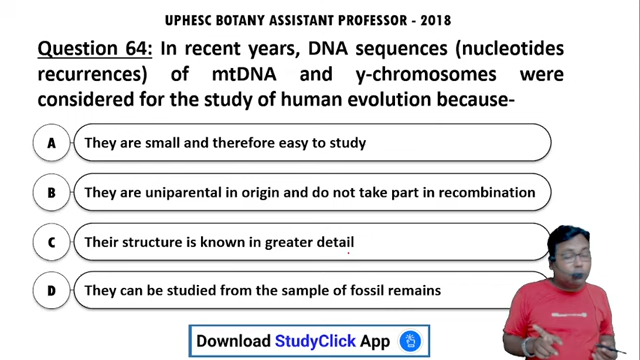 UPHESC BOTANY ASSISTANT PROFESSOR - 2018
Question 64: In recent years, DNA sequences (nucleotides
recurrences) of mtDNA and y-chromosomes were
considered for the study of human evolution because-
A They are small and therefore easy to study
B They are uniparental in origin and do not take part in recombination
C Their structure is known in greater detail
D They can be studied from the sample of fossil remains
Download StudyClick App